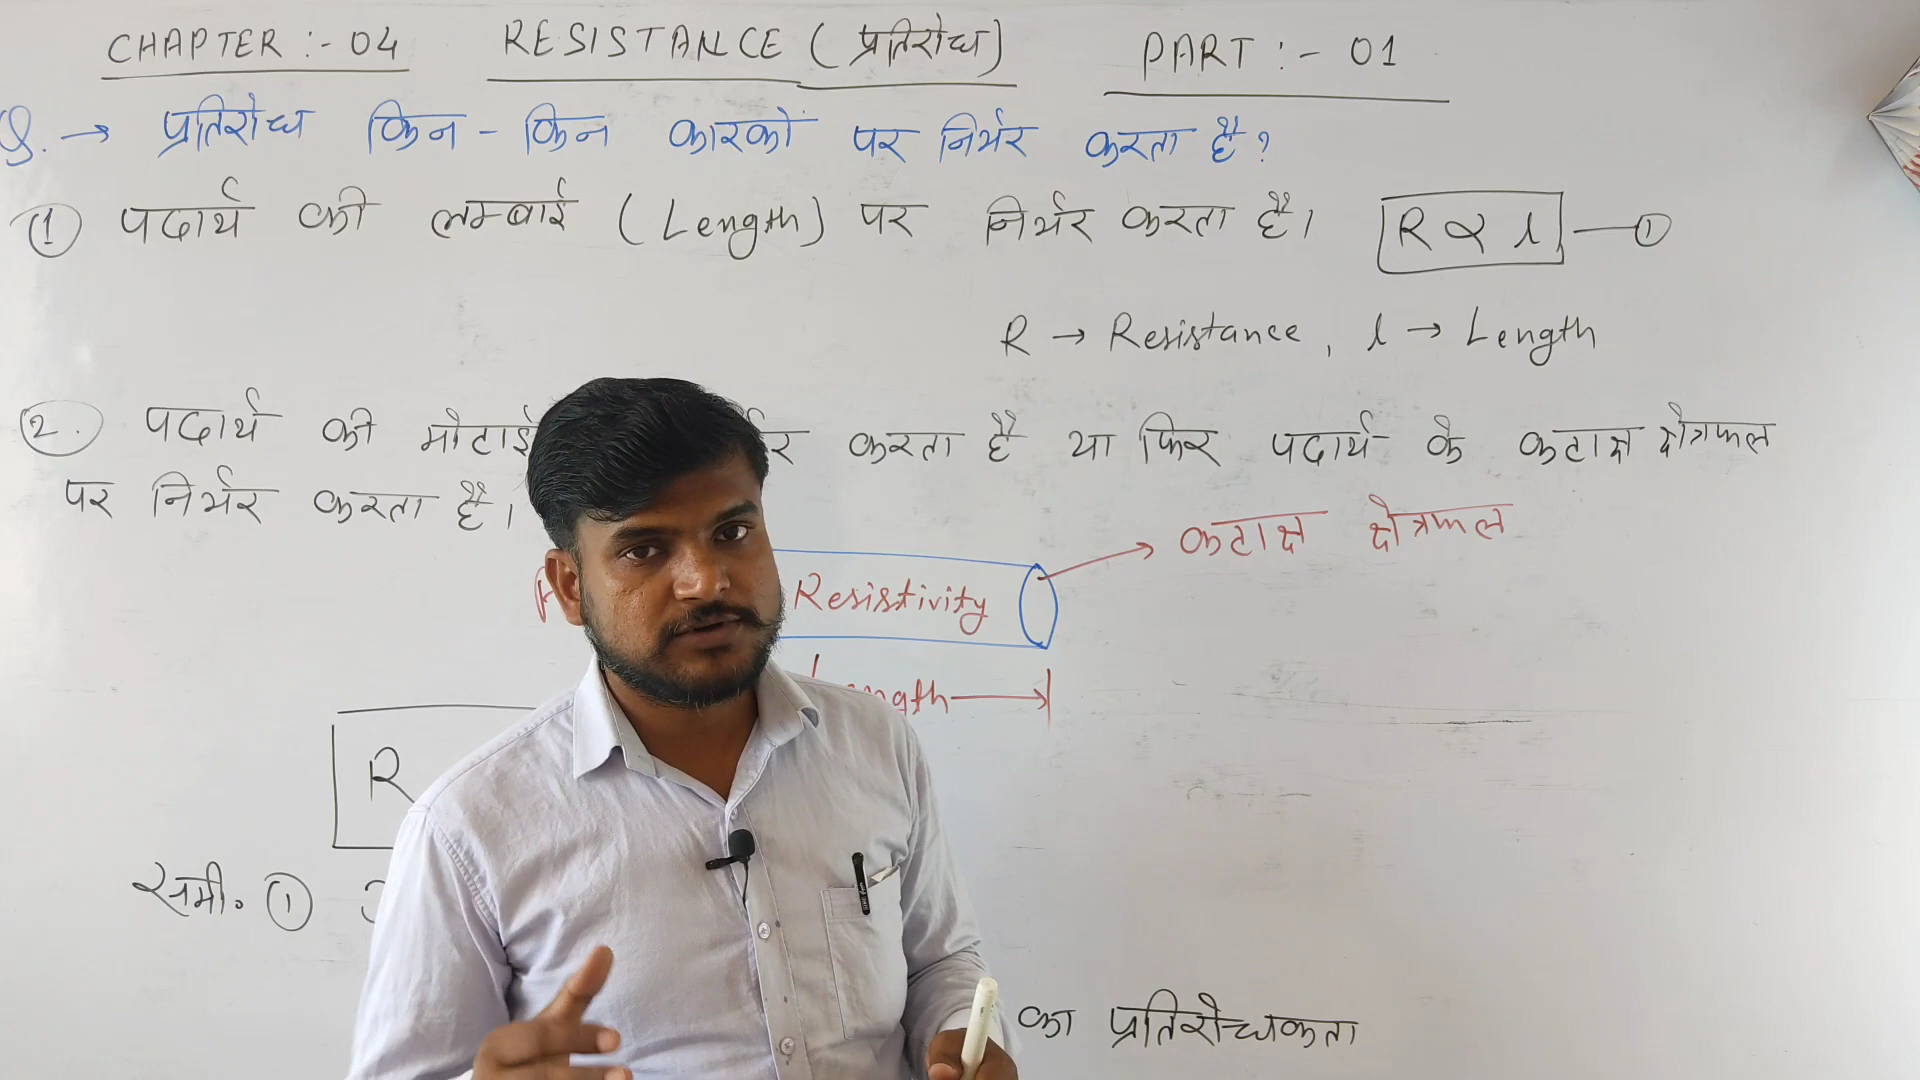 CHAPTER :- 04 RESISTANCE (प्रतिरोध) PART :- 01
Q. → प्रतिरोध किन - किन कारकों पर निर्भर करता है?
① पदार्थ की लम्बाई (Length) पर निर्भर करता है। R ∝ l — ①
R → Resistance, l → Length
②. पदार्थ की मोटाई करता है या फिर पदार्थ के कटाक्ष क्षेत्रफल
पर निर्भर करता है।
कटाक्ष क्षेत्रफल
Resistivity
Length
R
समी. ①
का प्रतिरोधकता